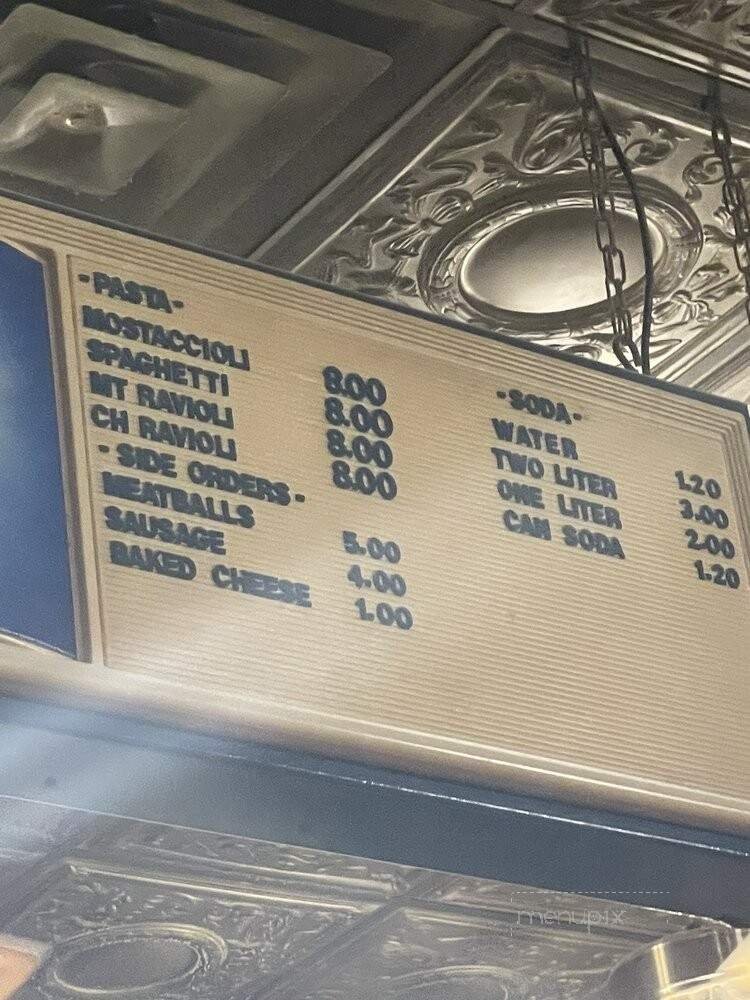 -PASTA-
MOSTACCIOLI 8.00
SPAGHETTI 8.00
MT RAVIOLI 8.00
CH RAVIOLI 8.00
- SIDE ORDERS-
MEATBALLS 5.00
SAUSAGE 4.00
BAKED CHEESE 1.00
-SODA-
WATER 1.20
TWO LITER 3.00
ONE LITER 2.00
CAN SODA 1.20
menupix